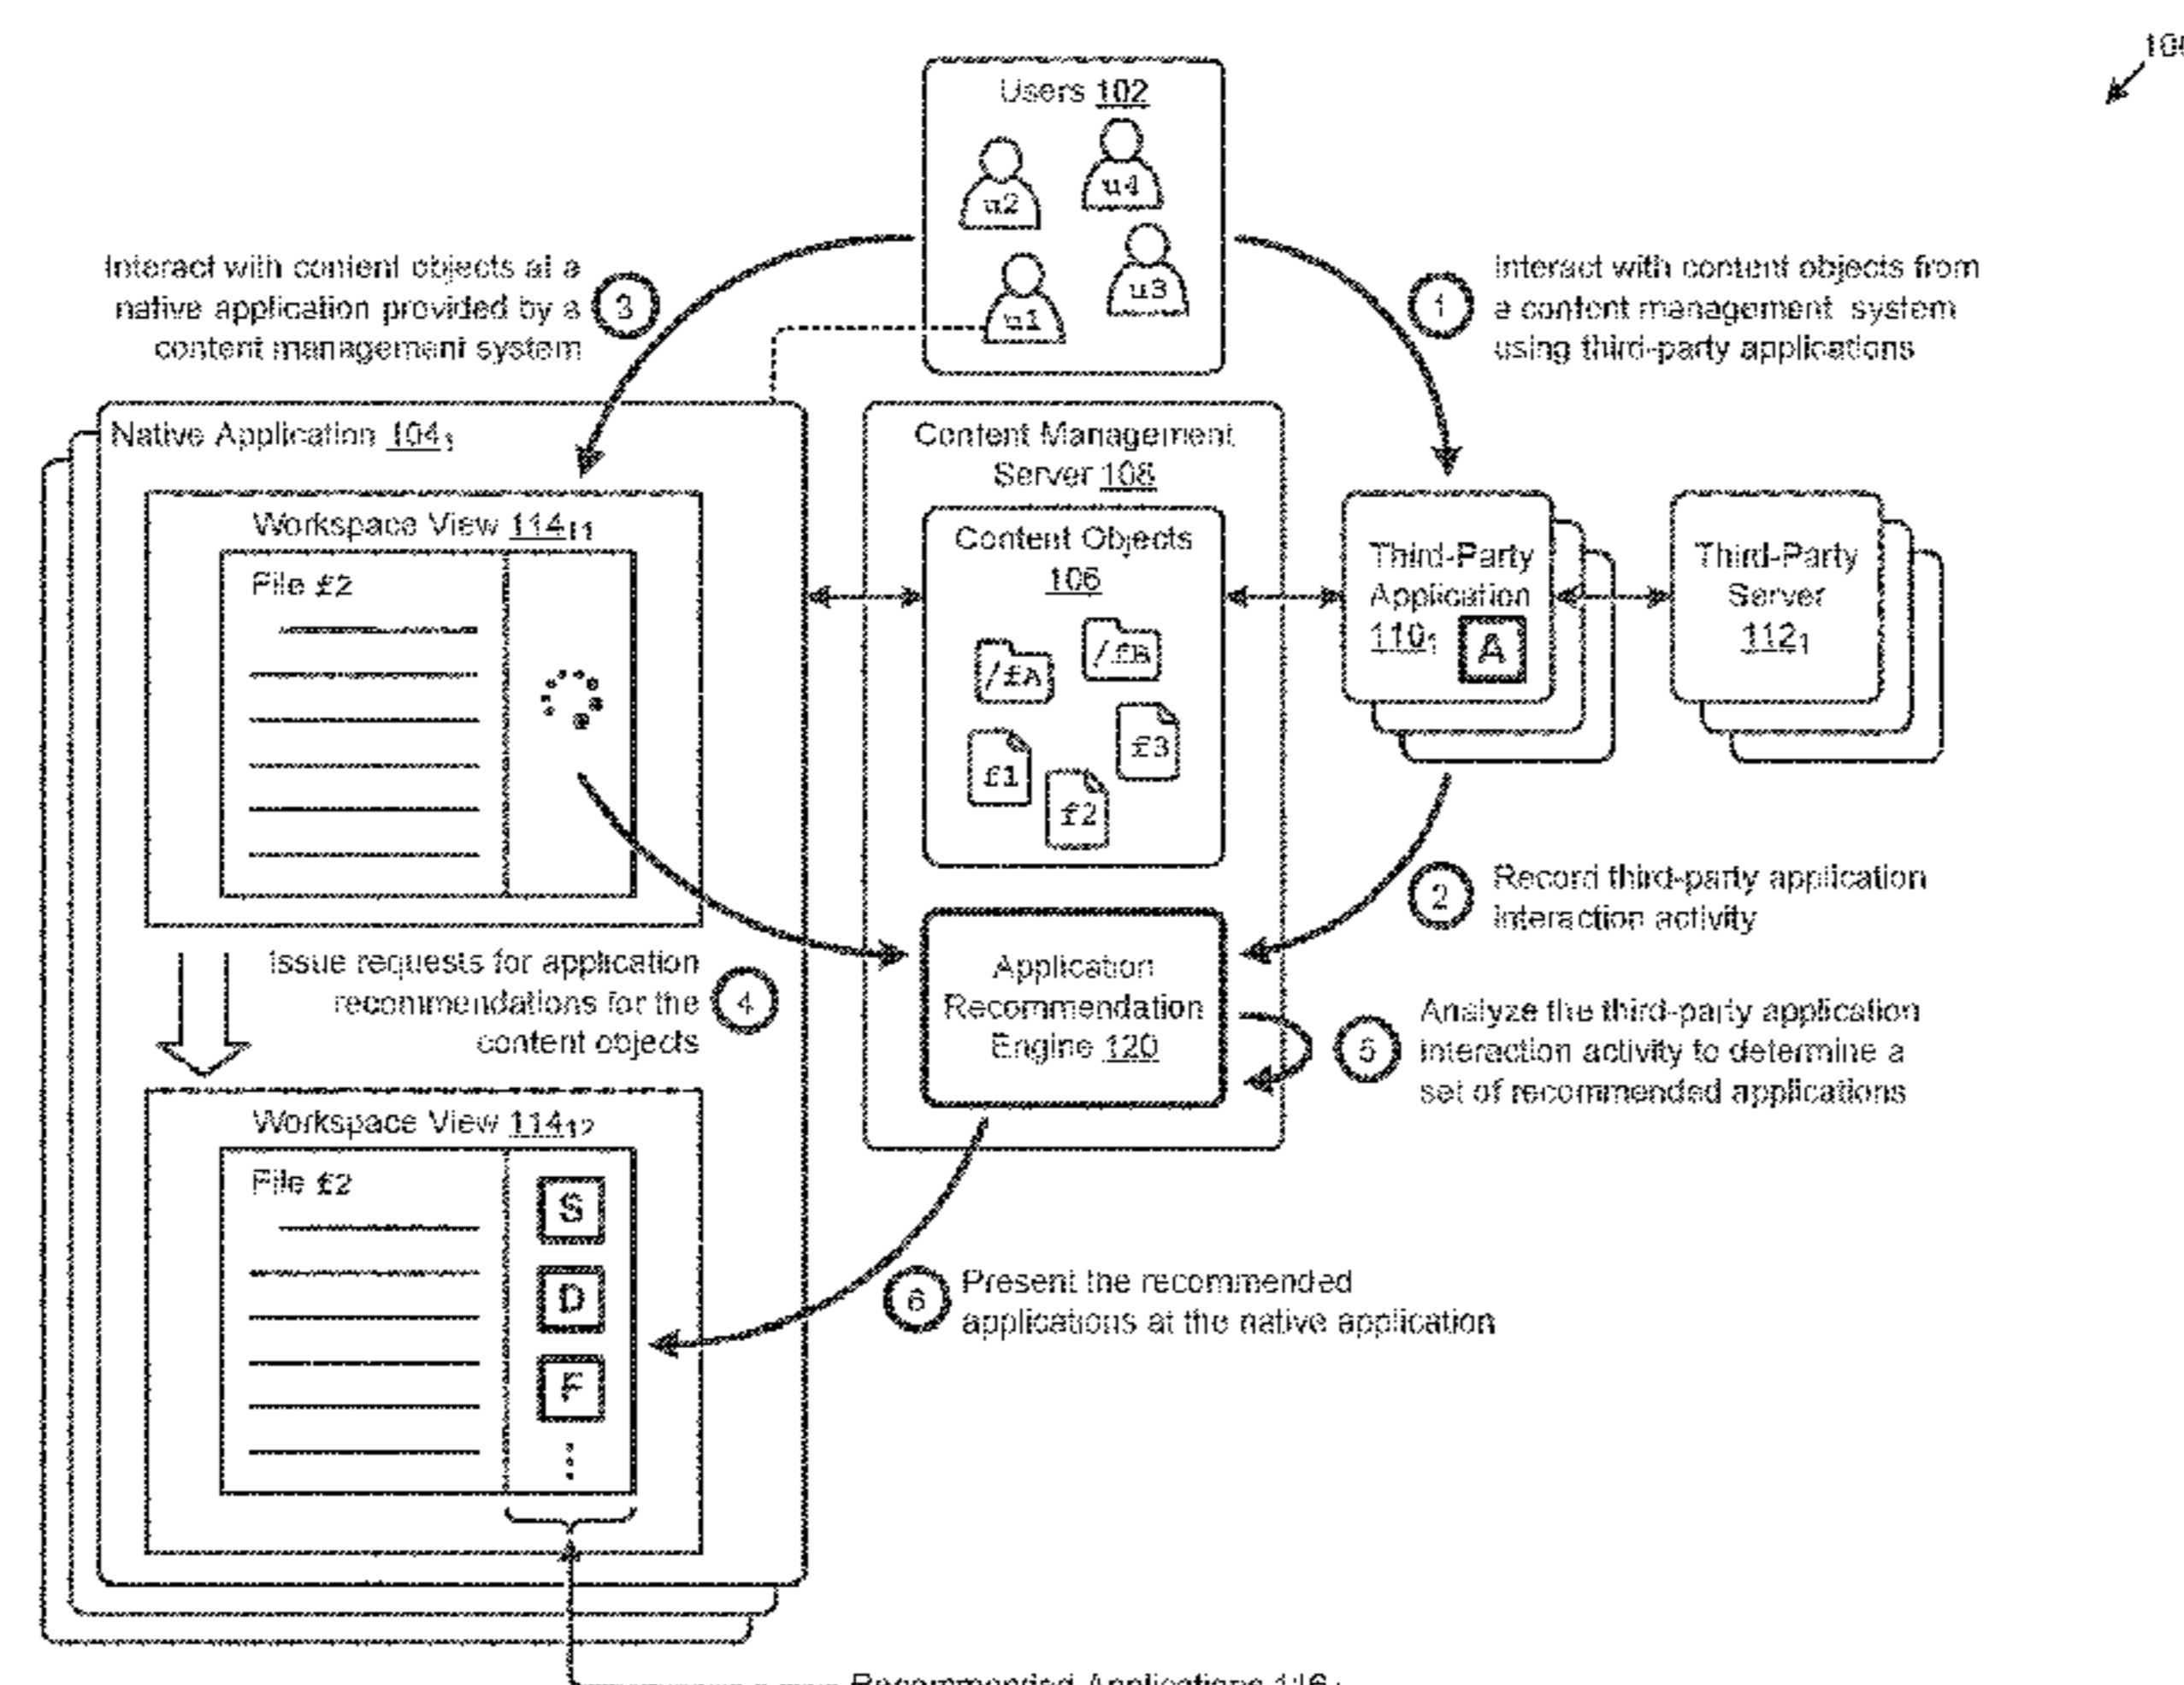 Users 102
u2
u4
u1
u3
Interact with content objects at a
native application provided by a
content management system
3
1
Interact with content objects from
a content management system
using third-party applications
Native Application 104₁
Workspace View 114₁₁
File f2
Content Management
Server 108
Content Objects
106
/fA
/fB
f1
f2
f3
Third-Party
Application
110₁
A
Third-Party
Server
112₁
2
Record third-party application
interaction activity
Issue requests for application
recommendations for the
content objects
4
Application
Recommendation
Engine 120
5
Analyze the third-party application
interaction activity to determine a
set of recommended applications
Workspace View 114₁₂
File f2
S
D
F
6
Present the recommended
applications at the native application
Recommended Applications